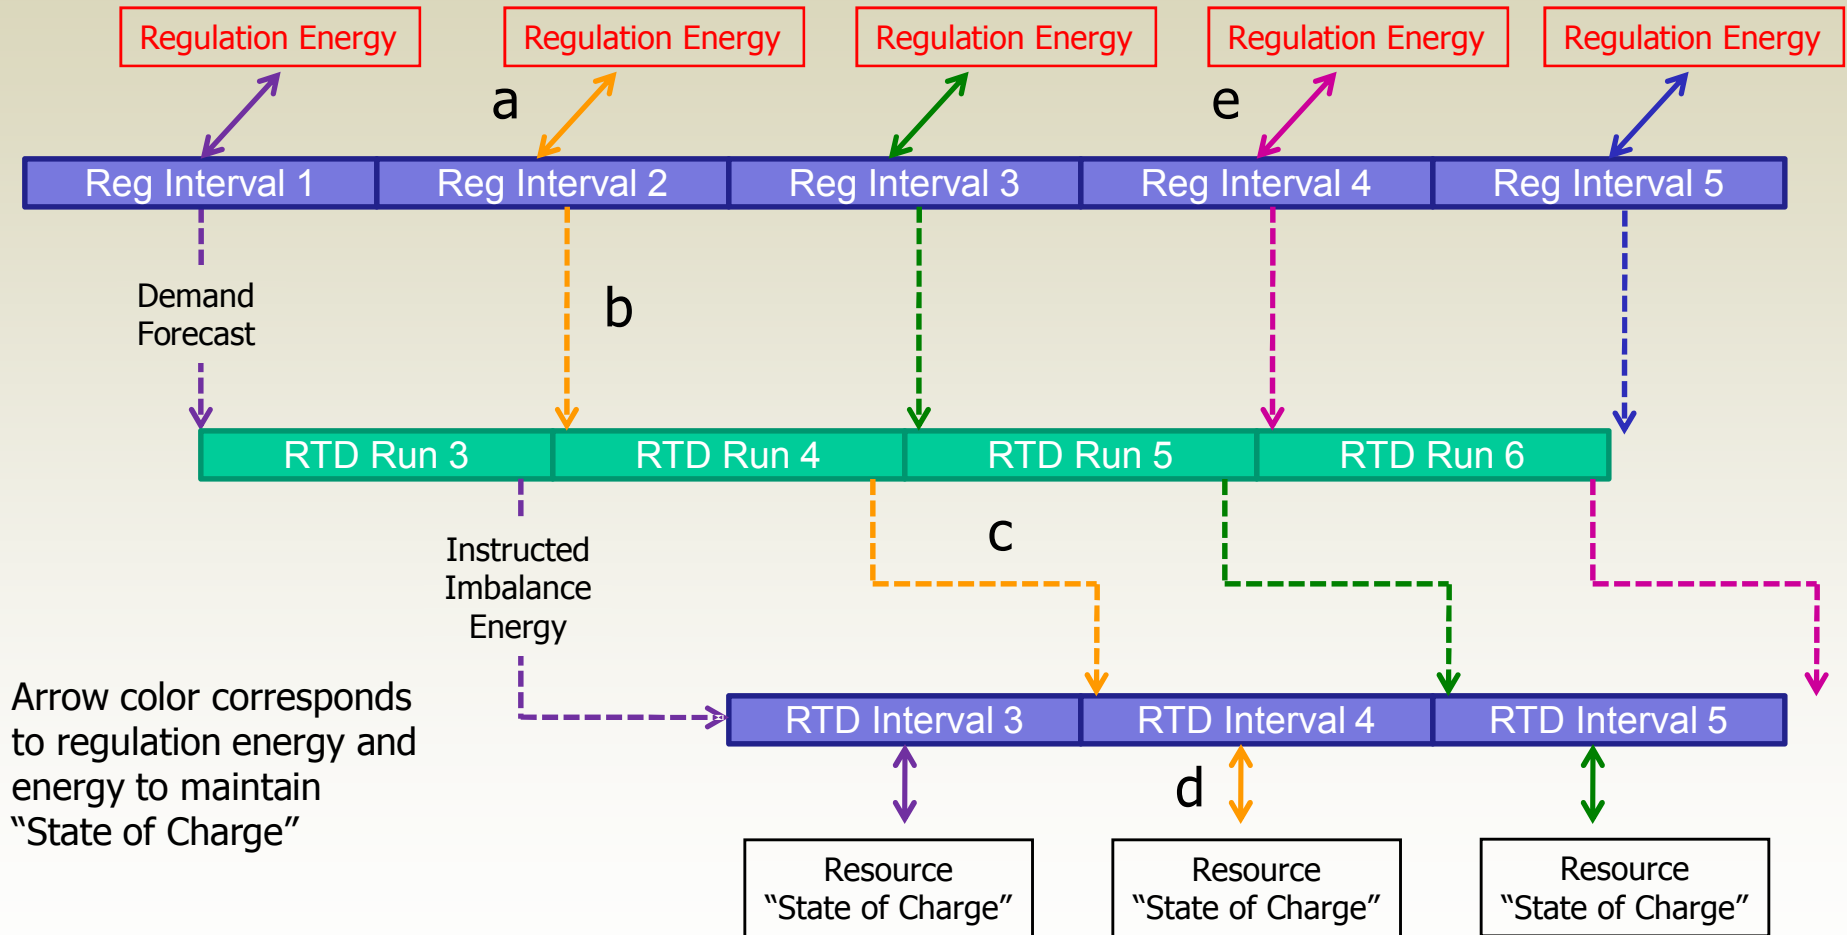 Regulation Energy
Regulation Energy
Regulation Energy
Regulation Energy
Regulation Energy
a
e
Reg Interval 1
Reg Interval 2
Reg Interval 3
Reg Interval 4
Reg Interval 5
Demand
Forecast
b
RTD Run 3
RTD Run 4
RTD Run 5
RTD Run 6
c
Instructed
Imbalance
Energy
Arrow color corresponds
to regulation energy and
energy to maintain
“State of Charge”
RTD Interval 3
RTD Interval 4
RTD Interval 5
d
Resource
“State of Charge”
Resource
“State of Charge”
Resource
“State of Charge”